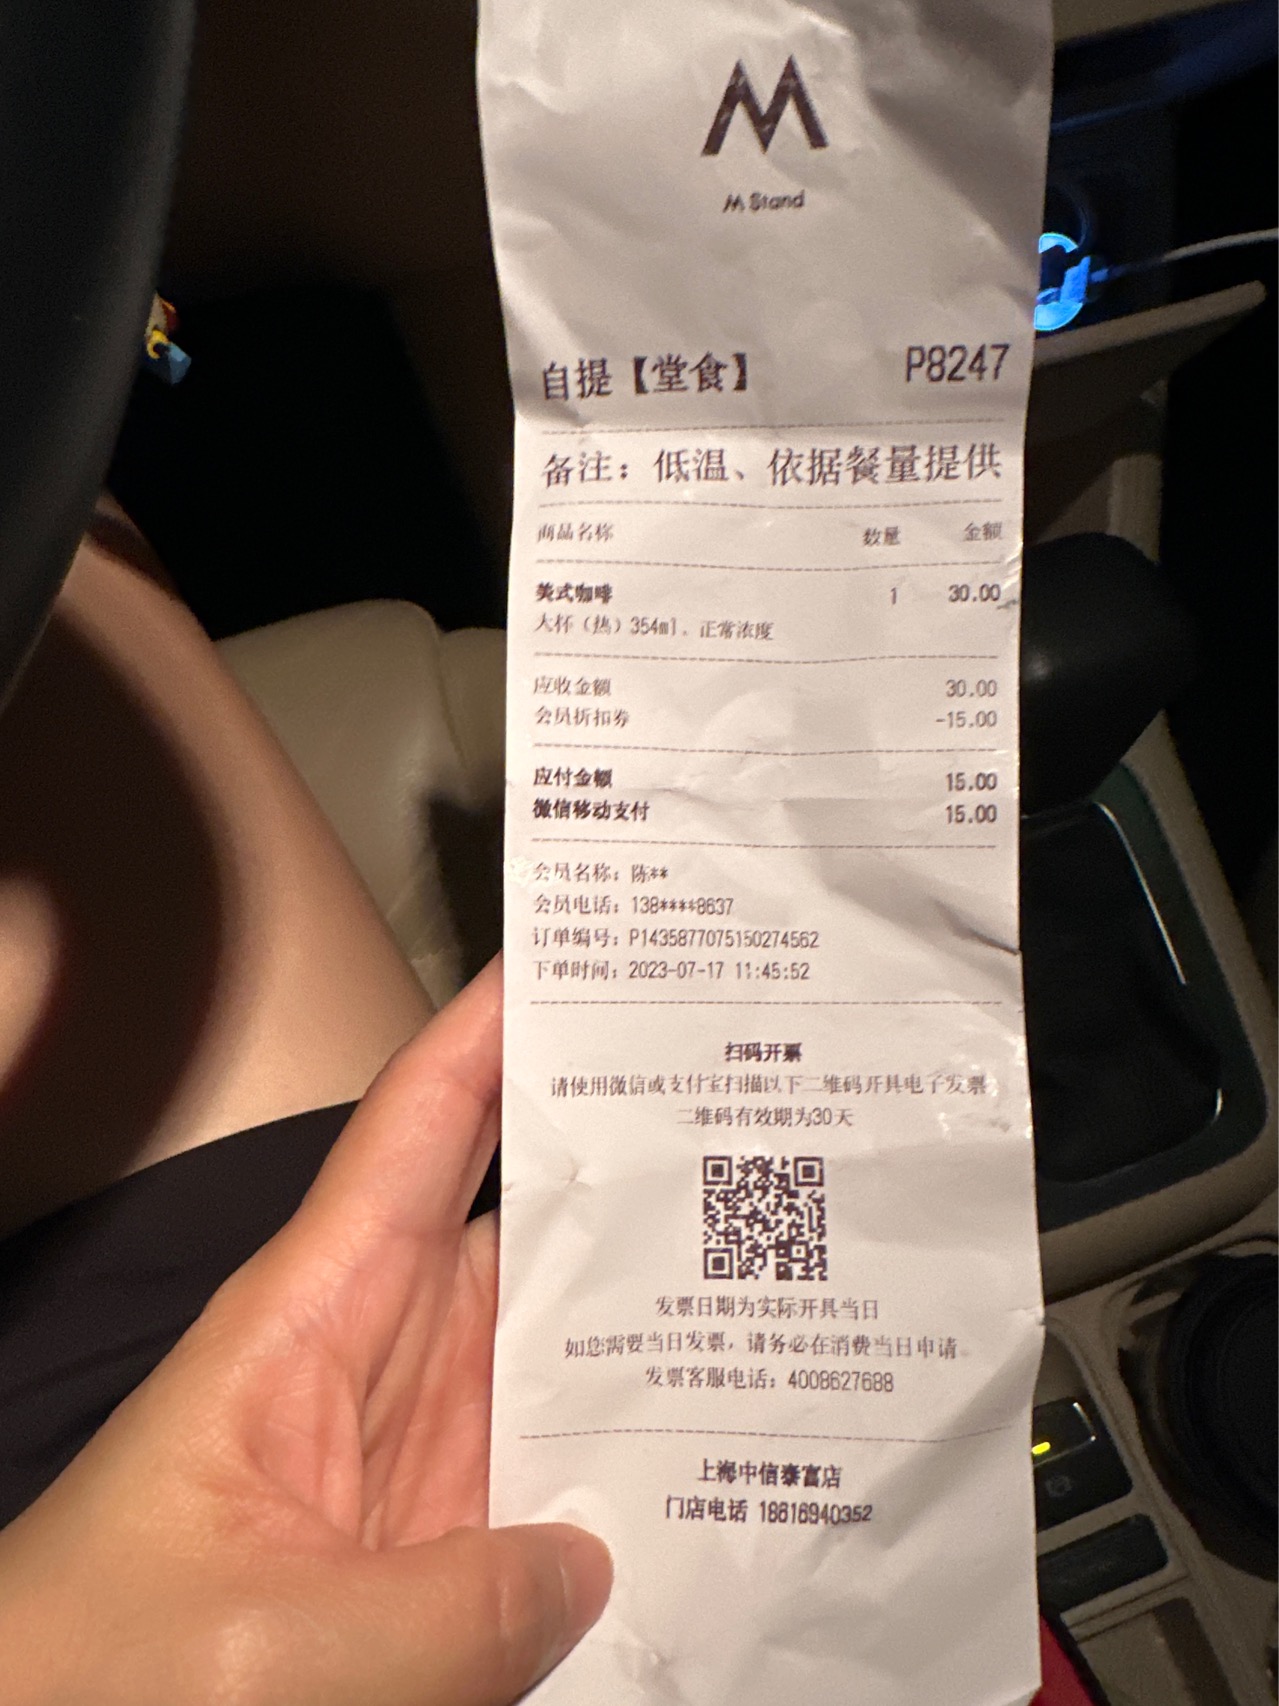 M Stand
自提【堂食】 P8247
备注：低温、依据餐量提供
商品名称 数量 金额
美式咖啡 1 30.00
大杯（热）354ml，正常浓度
应收金额 30.00
会员折扣券 -15.00
应付金额 15.00
微信移动支付 15.00
会员名称：陈**
会员电话：138****8637
订单编号：P1435877075150274562
下单时间：2023-07-17 11:45:52
扫码开票
请使用微信或支付宝扫描以下二维码开具电子发票
二维码有效期为30天
发票日期为实际开具当日
如您需要当日发票，请务必在消费当日申请。
发票客服电话：4008627688
上海中信泰富店
门店电话 18616940352